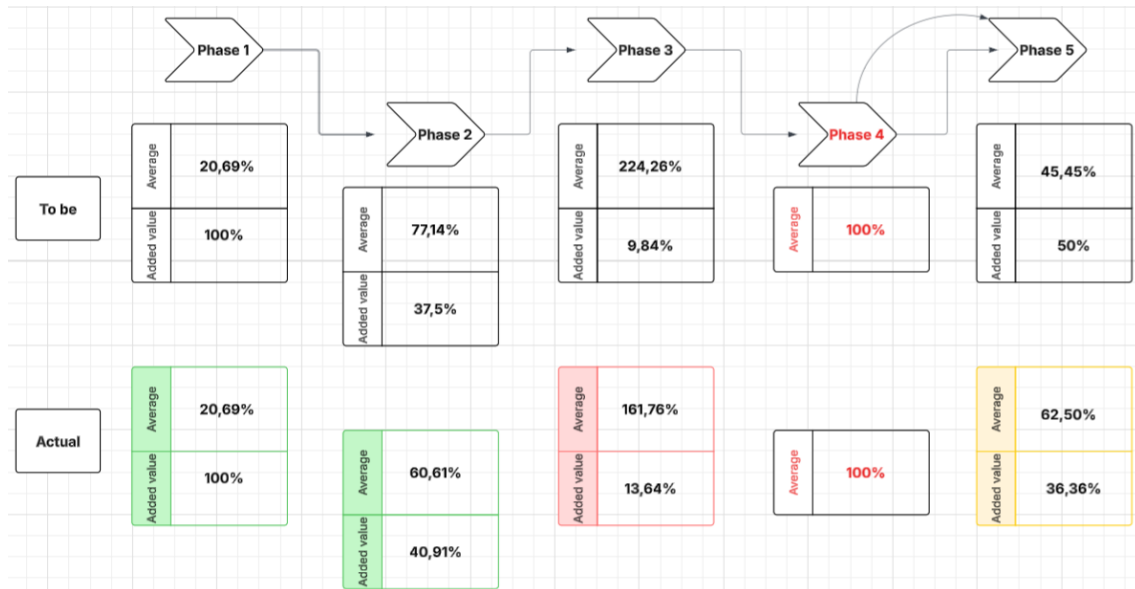 Phase 1
Phase 2
Phase 3
Phase 4
Phase 5
To be
Average
20,69%
Added value
100%
Average
77,14%
Added value
37,5%
Average
224,26%
Added value
9,84%
Average
100%
Average
45,45%
Added value
50%
Actual
Average
20,69%
Added value
100%
Average
60,61%
Added value
40,91%
Average
161,76%
Added value
13,64%
Average
100%
Average
62,50%
Added value
36,36%